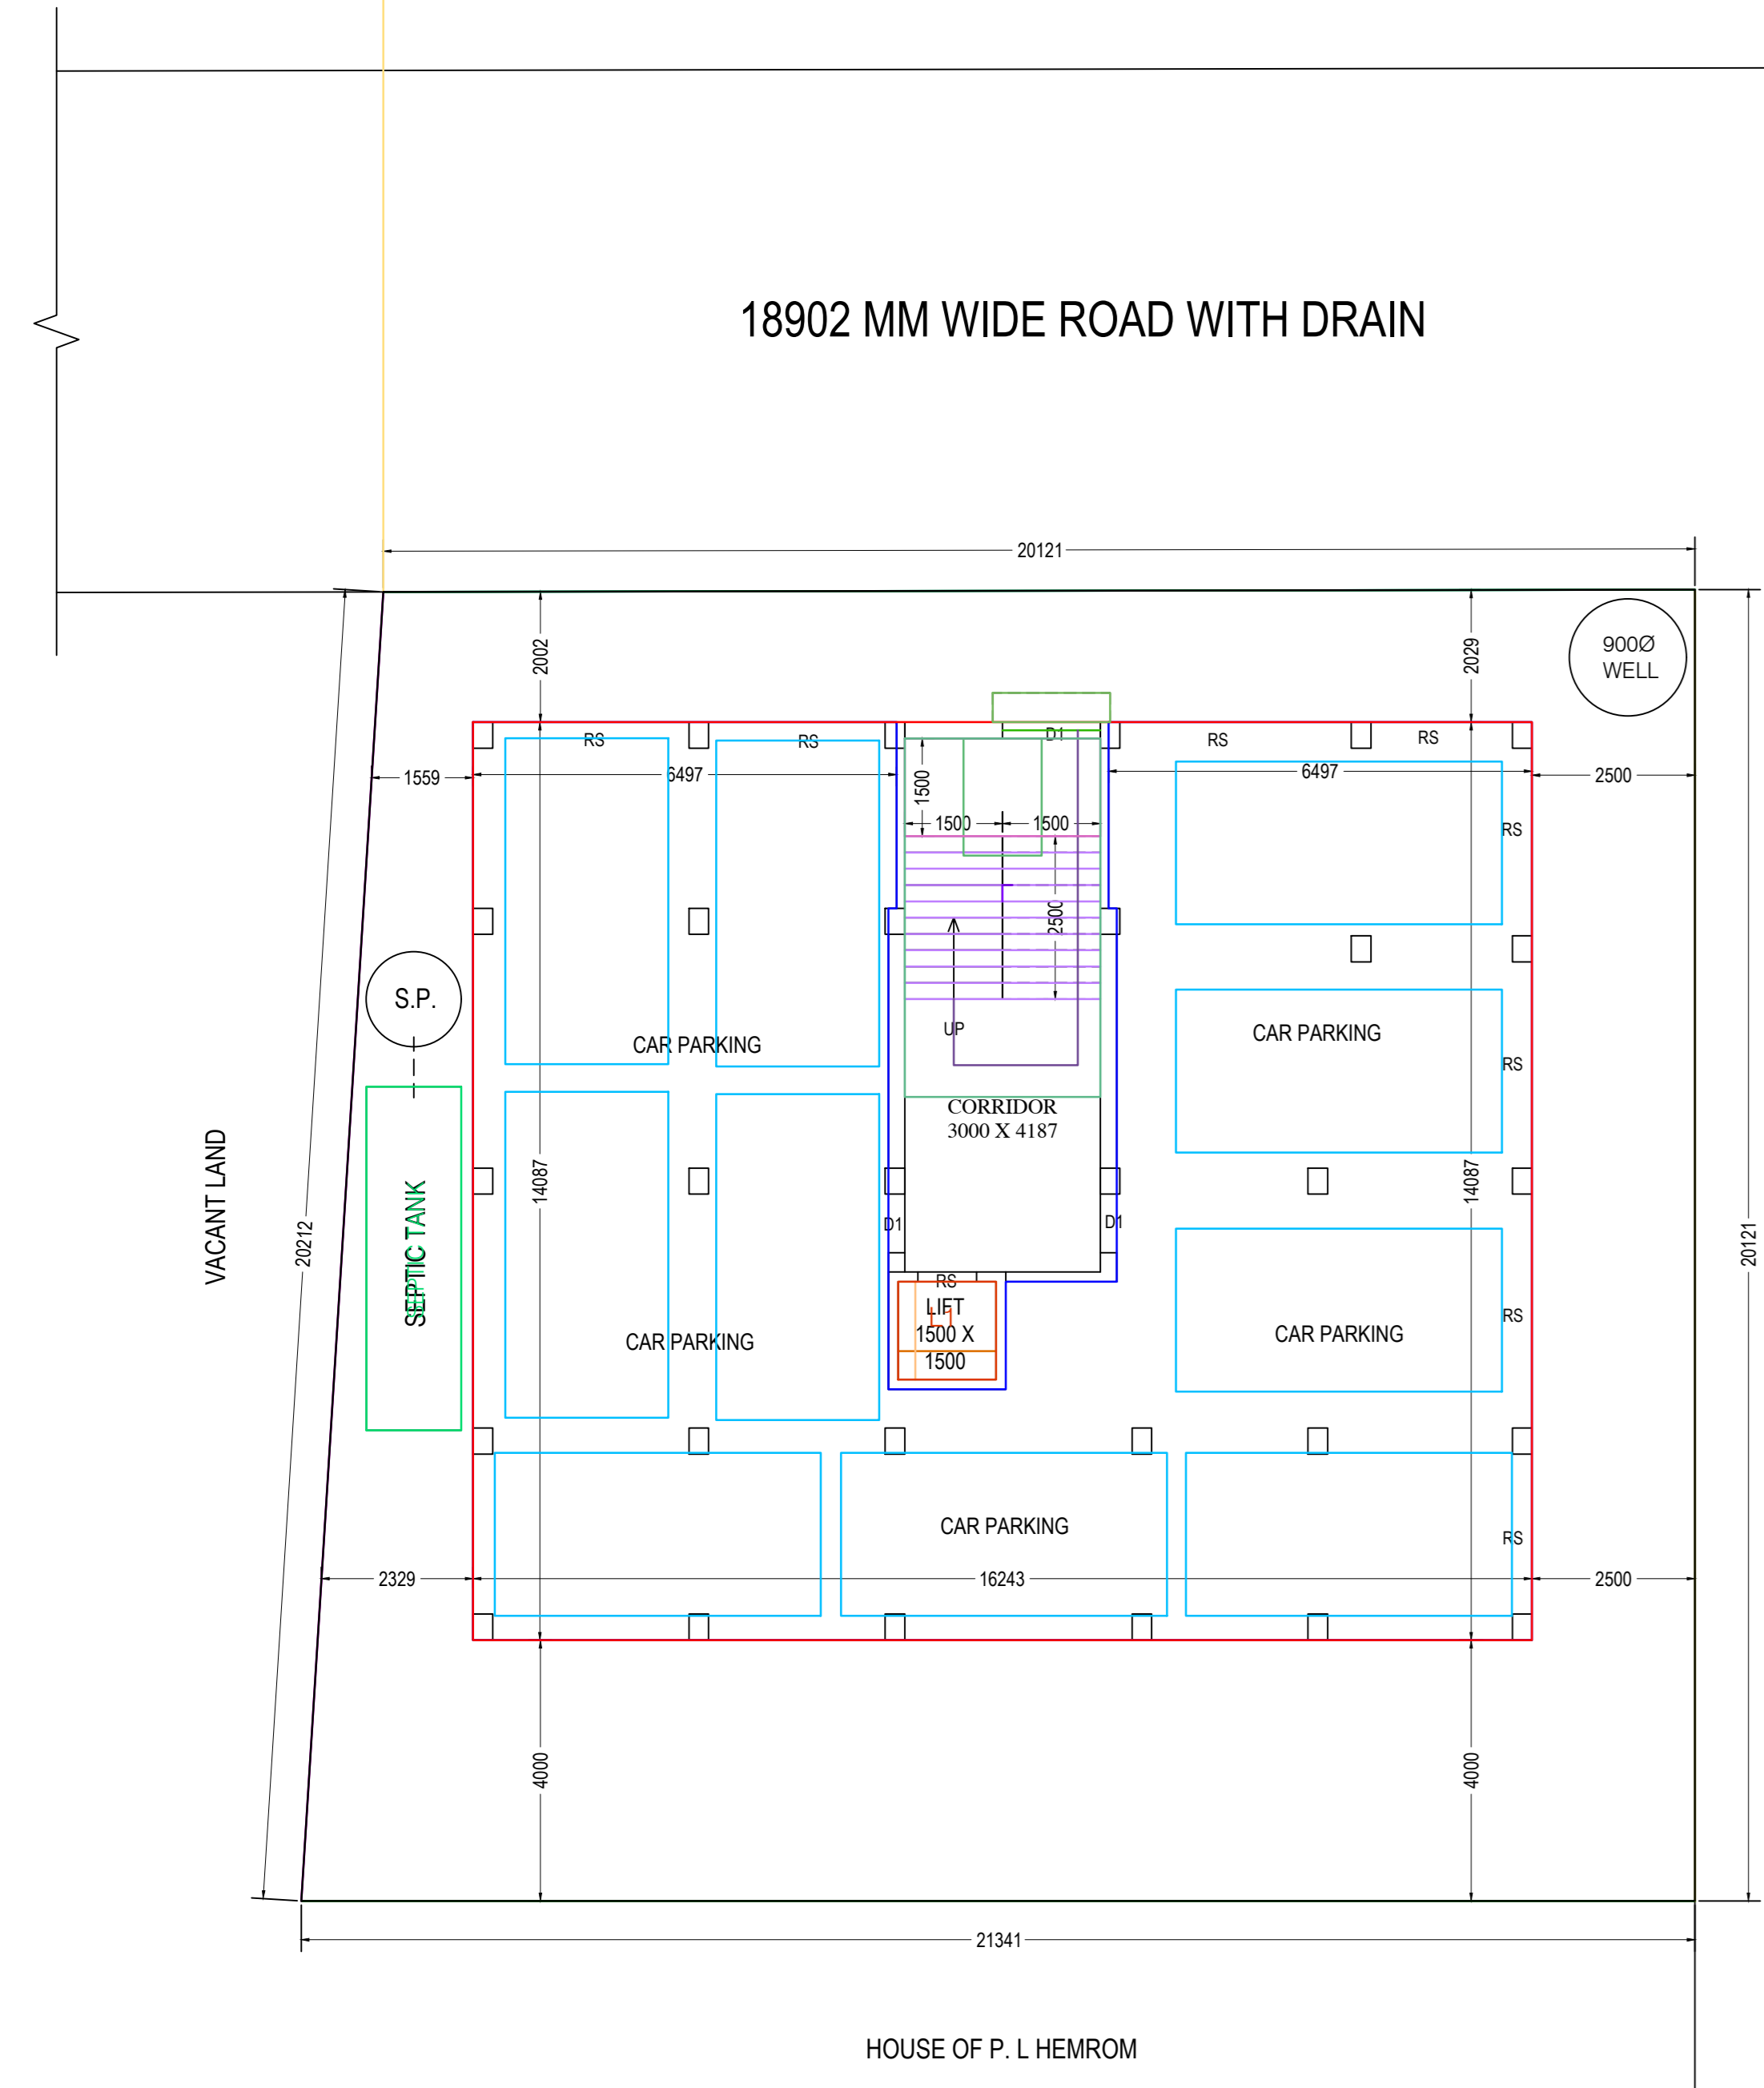 18902 MM WIDE ROAD WITH DRAIN
20121
2002
2029
900Ø
WELL
RS
RS
D1
RS
RS
1559
6497
1500
6497
2500
1500
1500
RS
2500
S.P.
UP
CAR PARKING
CAR PARKING
RS
CORRIDOR
3000 X 4187
VACANT LAND
20212
SEPTIC TANK
SEPTIC TANK
14087
14087
D1
D1
20121
RS
LIFT
L1
1500 X
1500
RS
CAR PARKING
CAR PARKING
CAR PARKING
RS
2329
16243
2500
4000
4000
21341
HOUSE OF P. L HEMROM